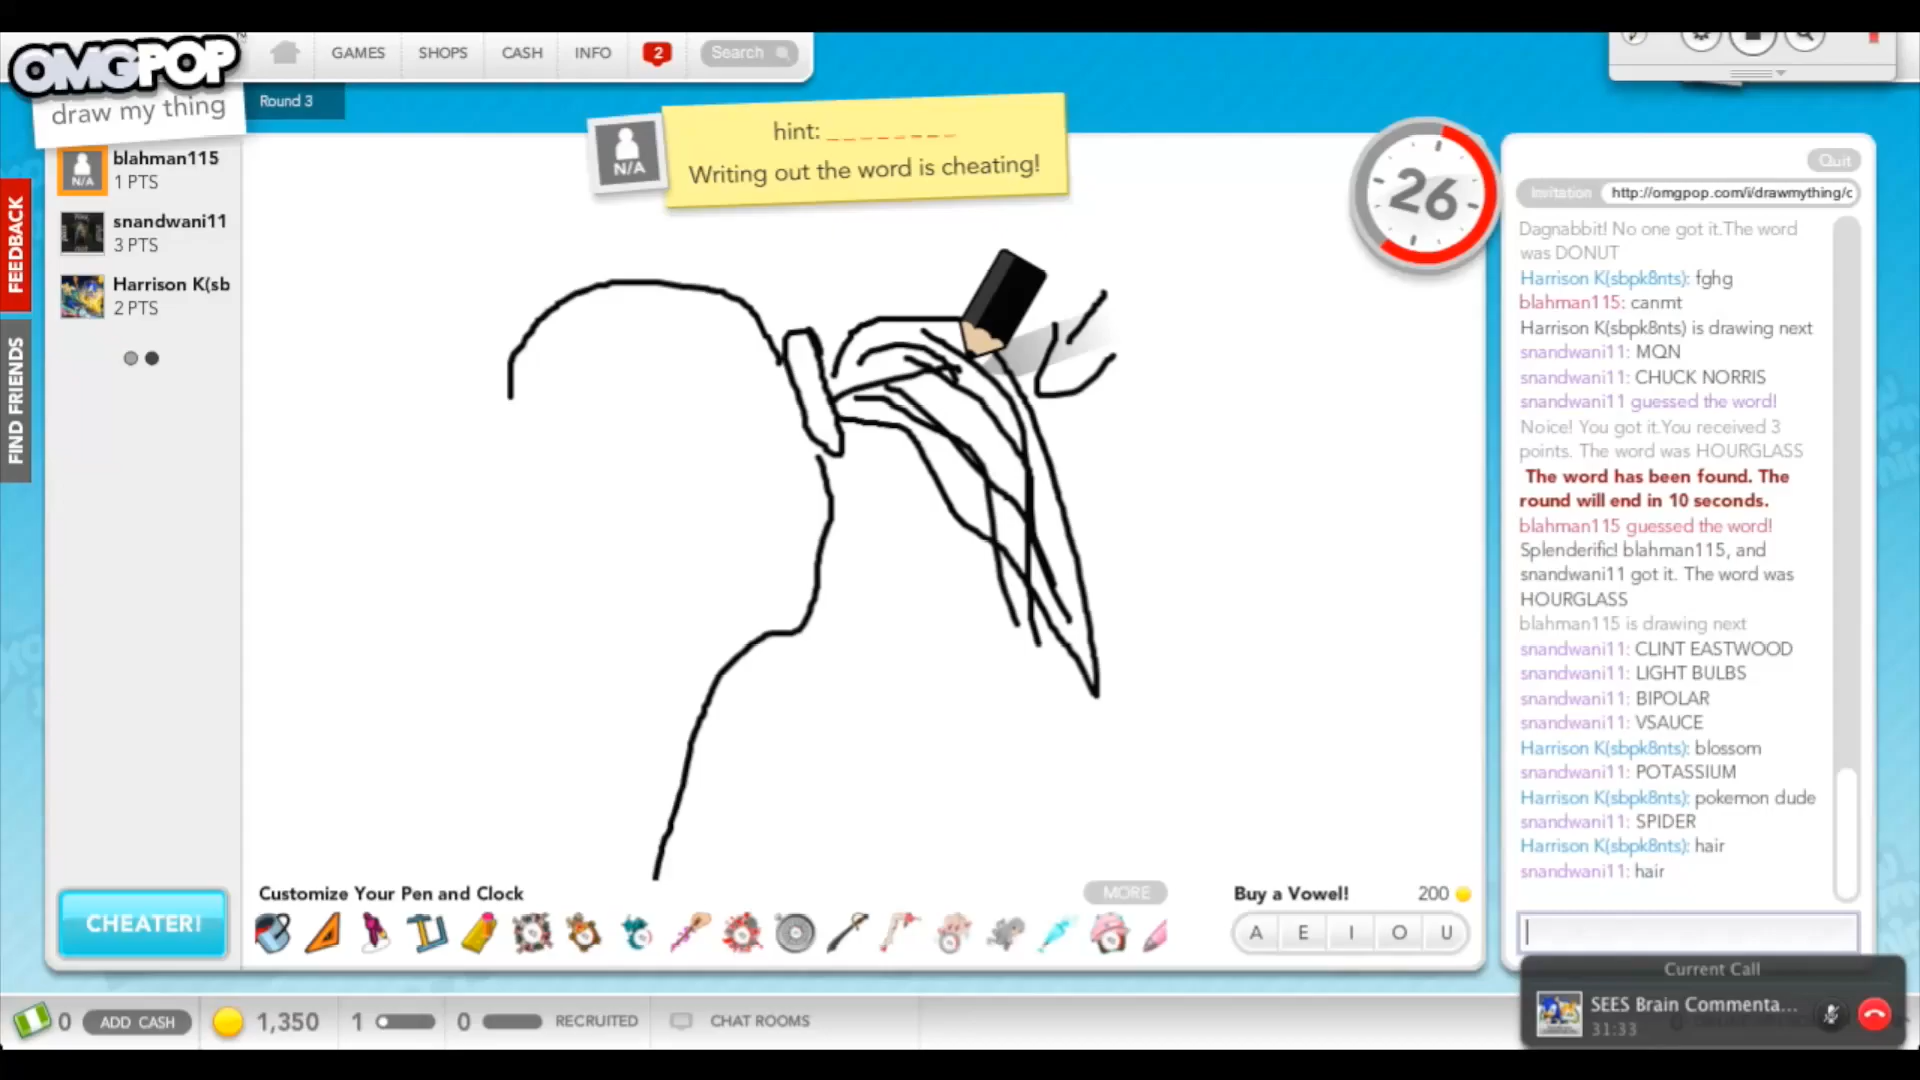 OMGPOP
draw my thing
GAMES
SHOPS
CASH
INFO
2
Search
Round 3
FEEDBACK
FIND FRIENDS
N/A
blahman115
1 PTS
snandwani11
3 PTS
Harrison K(sb
2 PTS
N/A
hint: _ _ _ _ _ _ _ _
Writing out the word is cheating!
26
Quit
Invitation
http://omgpop.com/i/drawmything/c
Dagnabbit! No one got it.The word
was DONUT
Harrison K(sbpk8nts): fghg
blahman115: canmt
Harrison K(sbpk8nts) is drawing next
snandwani11: MQN
snandwani11: CHUCK NORRIS
snandwani11 guessed the word!
Noice! You got it.You received 3
points. The word was HOURGLASS
The word has been found. The
round will end in 10 seconds.
blahman115 guessed the word!
Splenderific! blahman115, and
snandwani11 got it. The word was
HOURGLASS
blahman115 is drawing next
snandwani11: CLINT EASTWOOD
snandwani11: LIGHT BULBS
snandwani11: BIPOLAR
snandwani11: VSAUCE
Harrison K(sbpk8nts): blossom
snandwani11: POTASSIUM
Harrison K(sbpk8nts): pokemon dude
snandwani11: SPIDER
Harrison K(sbpk8nts): hair
snandwani11: hair
CHEATER!
Customize Your Pen and Clock
MORE
Buy a Vowel!
200
A E I O U
Current Call
SEES Brain Commenta...
31:33
0
ADD CASH
1,350
1
0
RECRUITED
CHAT ROOMS